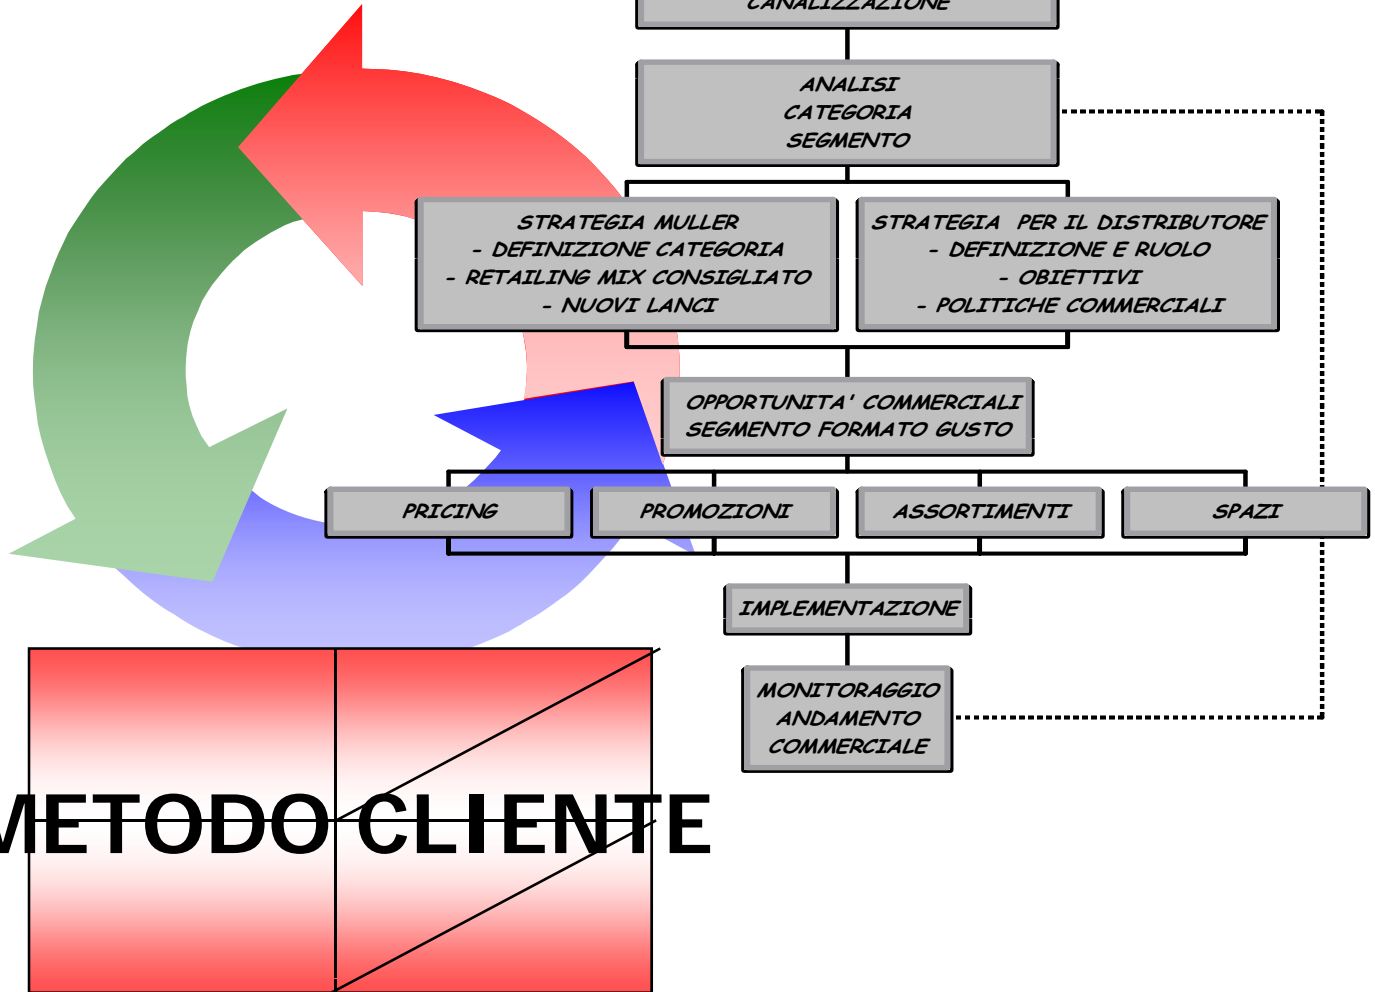 CANALIZZAZIONE
ANALISI
CATEGORIA
SEGMENTO
STRATEGIA MULLER
- DEFINIZIONE CATEGORIA
- RETAILING MIX CONSIGLIATO
- NUOVI LANCI
STRATEGIA PER IL DISTRIBUTORE
- DEFINIZIONE E RUOLO
- OBIETTIVI
- POLITICHE COMMERCIALI
OPPORTUNITA' COMMERCIALI
SEGMENTO FORMATO GUSTO
PRICING
PROMOZIONI
ASSORTIMENTI
SPAZI
IMPLEMENTAZIONE
MONITORAGGIO
ANDAMENTO
COMMERCIALE
METODO CLIENTE